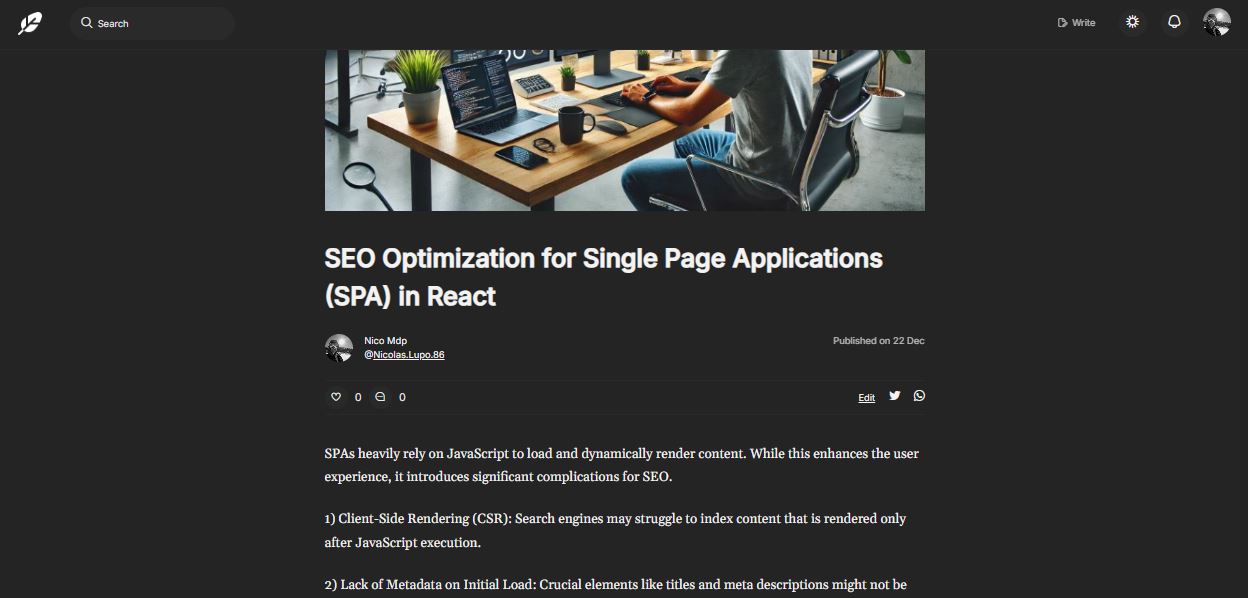 Search
Write
SEO Optimization for Single Page Applications
(SPA) in React
Nico Mdp
@Nicolas.Lupo.86
Published on 22 Dec
0
0
Edit
SPAs heavily rely on JavaScript to load and dynamically render content. While this enhances the user
experience, it introduces significant complications for SEO.
1) Client-Side Rendering (CSR): Search engines may struggle to index content that is rendered only
after JavaScript execution.
2) Lack of Metadata on Initial Load: Crucial elements like titles and meta descriptions might not be